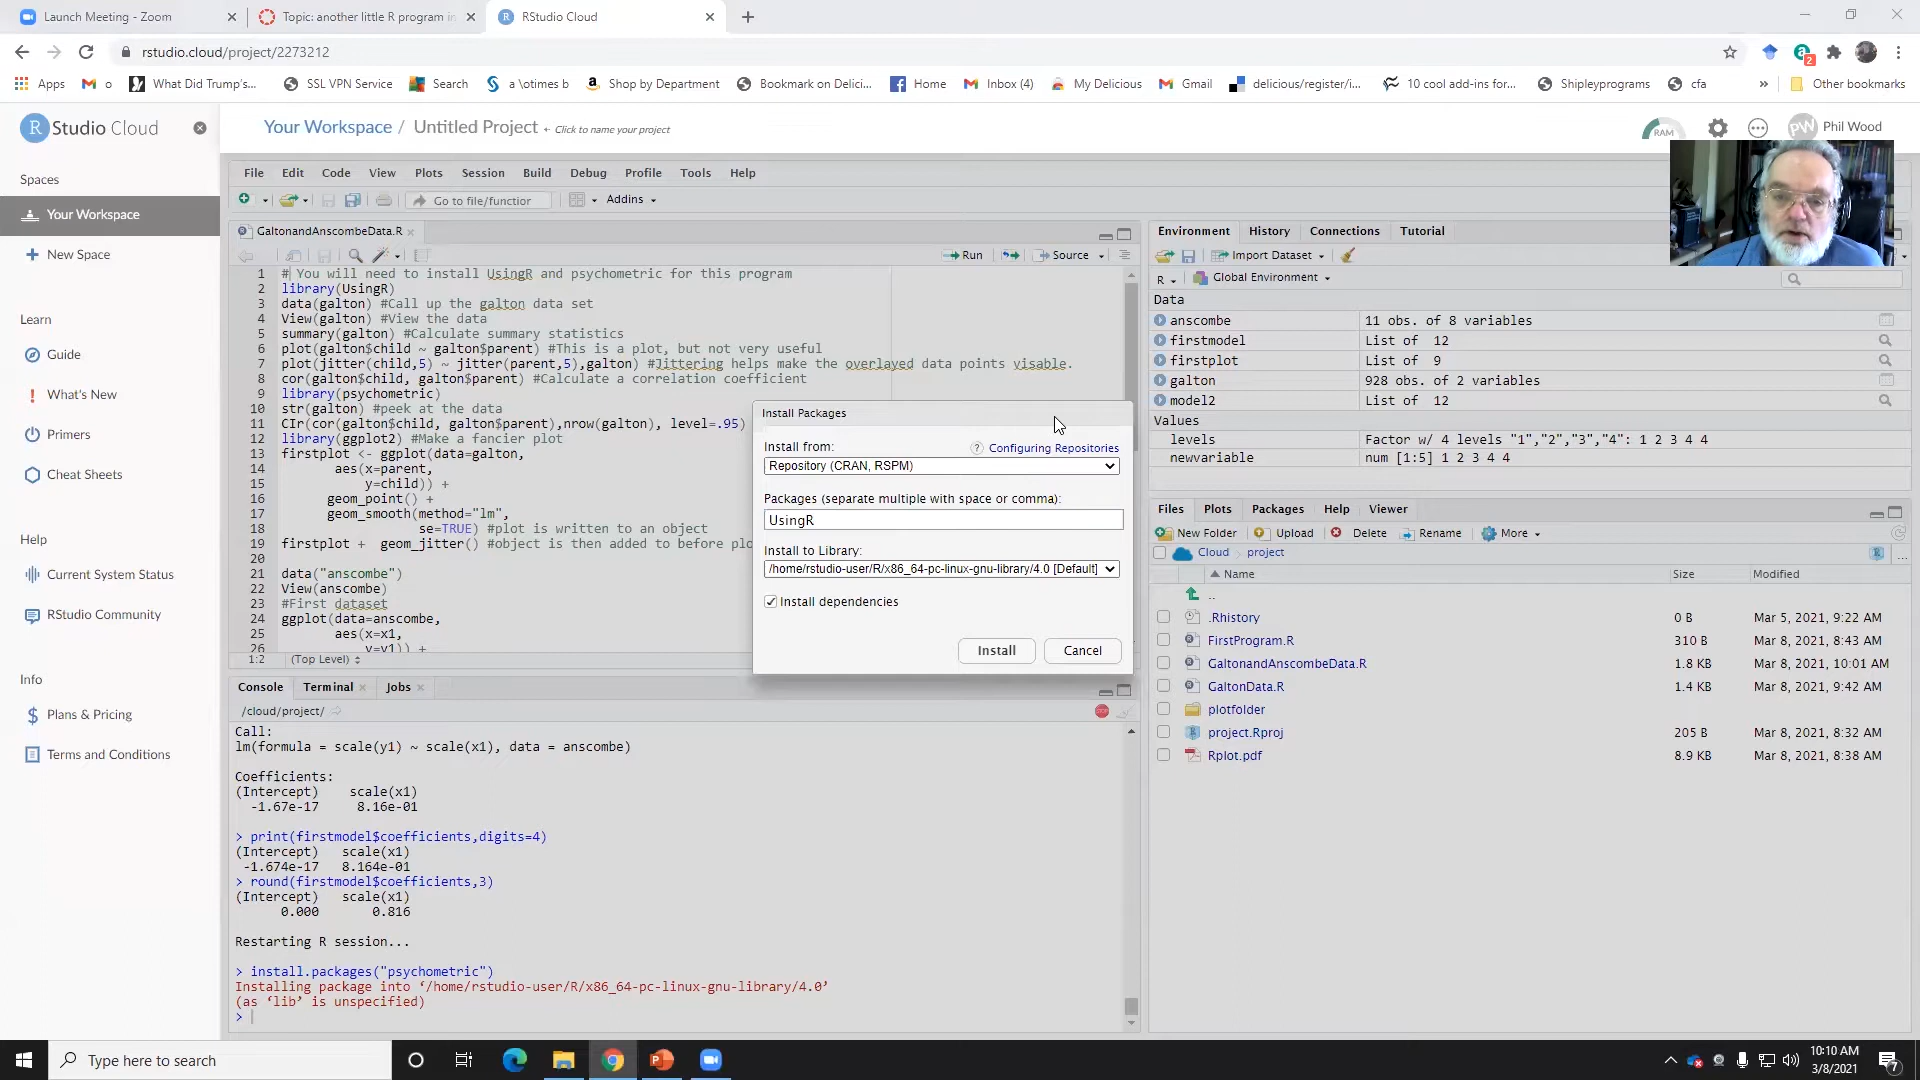 Launch Meeting - Zoom
Topic: another little R program in
RStudio Cloud
rstudio.cloud/project/2273212
2
Apps
o
What Did Trump's...
SSL VPN Service
Search
a \otimes b
Shop by Department
Bookmark on Delici...
Home
Inbox (4)
My Delicious
Gmail
delicious/register/i...
10 cool add-ins for...
Shipleyprograms
cfa
»
Other bookmarks
R Studio Cloud
Your Workspace / Untitled Project ← Click to name your project
RAM
PW
Phil Wood
Spaces
Your Workspace
New Space
Learn
Guide
What's New
Primers
Cheat Sheets
Help
Current System Status
RStudio Community
Info
Plans & Pricing
Terms and Conditions
File Edit Code View Plots Session Build Debug Profile Tools Help
Go to file/function
Addins
GaltonandAnscombeData.R
Run
Source
1 # You will need to install UsingR and psychometric for this program
2 library(UsingR)
3 data(galton) #Call up the galton data set
4 View(galton) #View the data
5 summary(galton) #Calculate summary statistics
6 plot(galton$child ~ galton$parent) #This is a plot, but not very useful
7 plot(jitter(child,5) ~ jitter(parent,5),galton) #Jittering helps make the overlayed data points visable.
8 cor(galton$child, galton$parent) #Calculate a correlation coefficient
9 library(psychometric)
10 str(galton) #peek at the data
11 CIr(cor(galton$child, galton$parent),nrow(galton), level=.95)
12 library(ggplot2) #Make a fancier plot
13 firstplot <- ggplot(data=galton,
14 aes(x=parent,
15 y=child)) +
16 geom_point() +
17 geom_smooth(method="lm",
18 se=TRUE) #plot is written to an object
19 firstplot + geom_jitter() #object is then added to before plo
20
21 data("anscombe")
22 View(anscombe)
23 #First dataset
24 ggplot(data=anscombe,
25 aes(x=x1,
26 y=y1)) +
1:2 (Top Level)
Install Packages
Install from:
? Configuring Repositories
Repository (CRAN, RSPM)
Packages (separate multiple with space or comma):
UsingR
Install to Library:
/home/rstudio-user/R/x86_64-pc-linux-gnu-library/4.0 [Default]
Install dependencies
Install
Cancel
Console Terminal Jobs
/cloud/project/
Call:
lm(formula = scale(y1) ~ scale(x1), data = anscombe)
Coefficients:
(Intercept) scale(x1)
-1.67e-17 8.16e-01
> print(firstmodel$coefficients,digits=4)
(Intercept) scale(x1)
-1.674e-17 8.164e-01
> round(firstmodel$coefficients,3)
(Intercept) scale(x1)
0.000 0.816
Restarting R session...
> install.packages("psychometric")
Installing package into ‘/home/rstudio-user/R/x86_64-pc-linux-gnu-library/4.0’
(as ‘lib’ is unspecified)
>
Environment History Connections Tutorial
Import Dataset
R
Global Environment
Data
anscombe 11 obs. of 8 variables
firstmodel List of 12
firstplot List of 9
galton 928 obs. of 2 variables
model2 List of 12
Values
levels Factor w/ 4 levels "1","2","3","4": 1 2 3 4 4
newvariable num [1:5] 1 2 3 4 4
Files Plots Packages Help Viewer
New Folder Upload Delete Rename More
Cloud project
...
Name Size Modified
..
.Rhistory 0 B Mar 5, 2021, 9:22 AM
FirstProgram.R 310 B Mar 8, 2021, 8:43 AM
GaltonandAnscombeData.R 1.8 KB Mar 8, 2021, 10:01 AM
GaltonData.R 1.4 KB Mar 8, 2021, 9:42 AM
plotfolder
project.Rproj 205 B Mar 8, 2021, 8:32 AM
Rplot.pdf 8.9 KB Mar 8, 2021, 8:38 AM
Type here to search
10:10 AM
3/8/2021
7